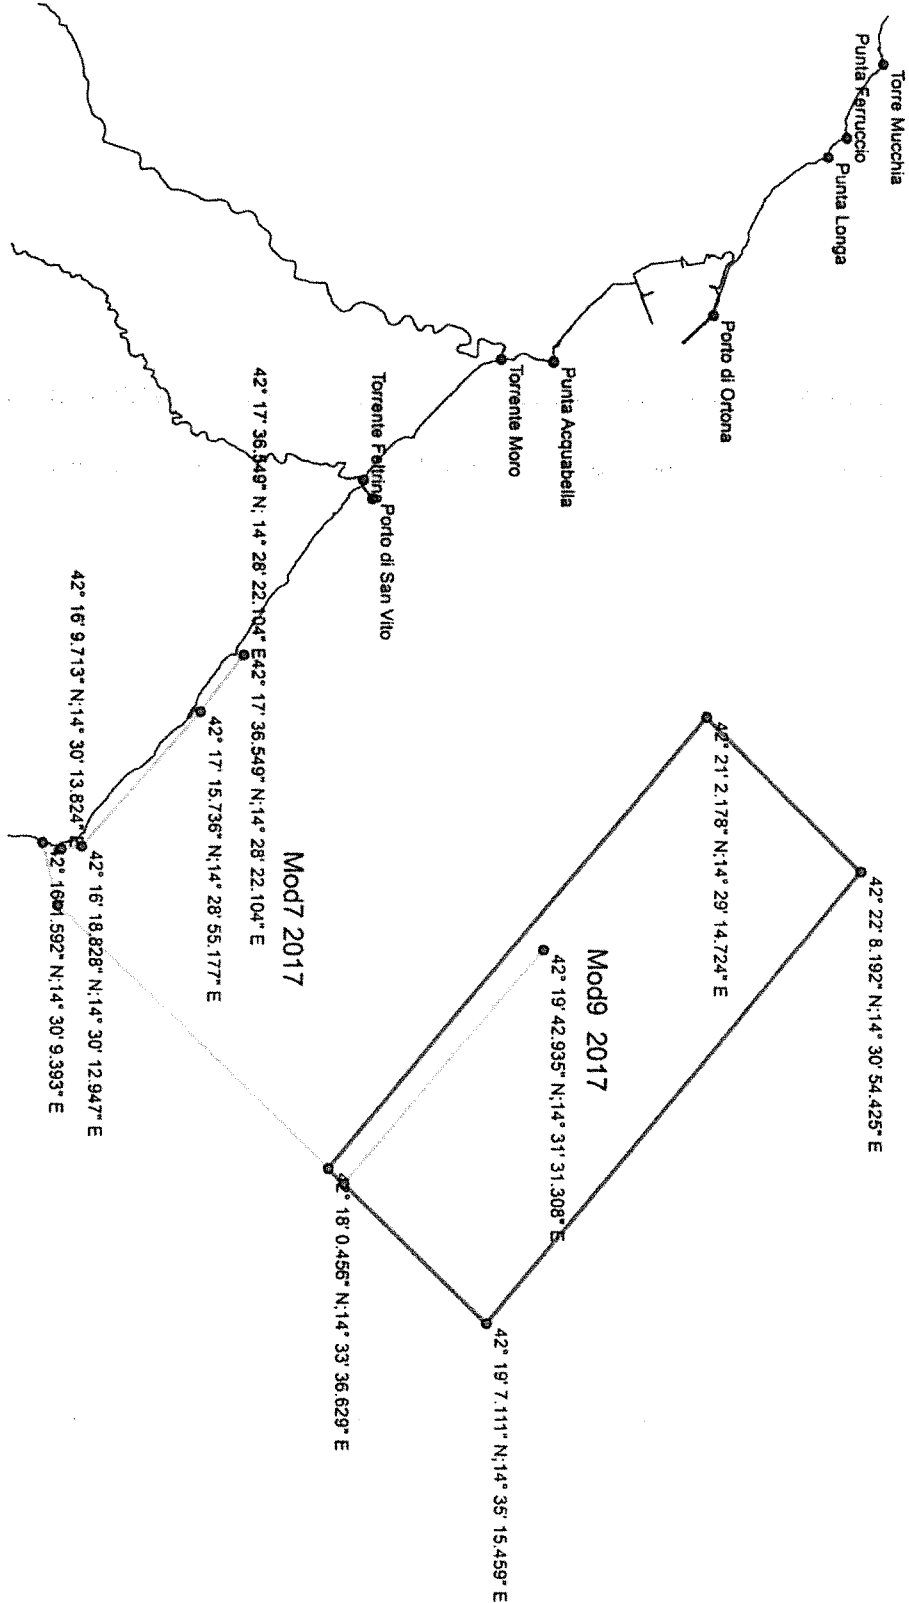 Torre Mucchia
Punta Ferruccio
Punta Longa
Porto di Ortona
Punta Acquabella
Torrente Moro
Porto di San Vito
Torrente Feltrino
42° 22' 8.192" N;14° 30' 54.425" E
42° 21' 2.178" N;14° 29' 14.724" E
Mod9 2017
42° 19' 42.935" N;14° 31' 31.308" E
42° 19' 7.111" N;14° 35' 15.459" E
42° 18' 0.456" N;14° 33' 36.629" E
Mod7 2017
42° 17' 36.549" N; 14° 28' 22.104" E
42° 17' 36.549" N;14° 28' 22.104" E
42° 17' 15.736" N;14° 28' 55.177" E
42° 16' 18.828" N;14° 30' 12.947" E
42° 16' 9.713" N;14° 30' 13.824" E
42° 16' 1.592" N;14° 30' 9.393" E